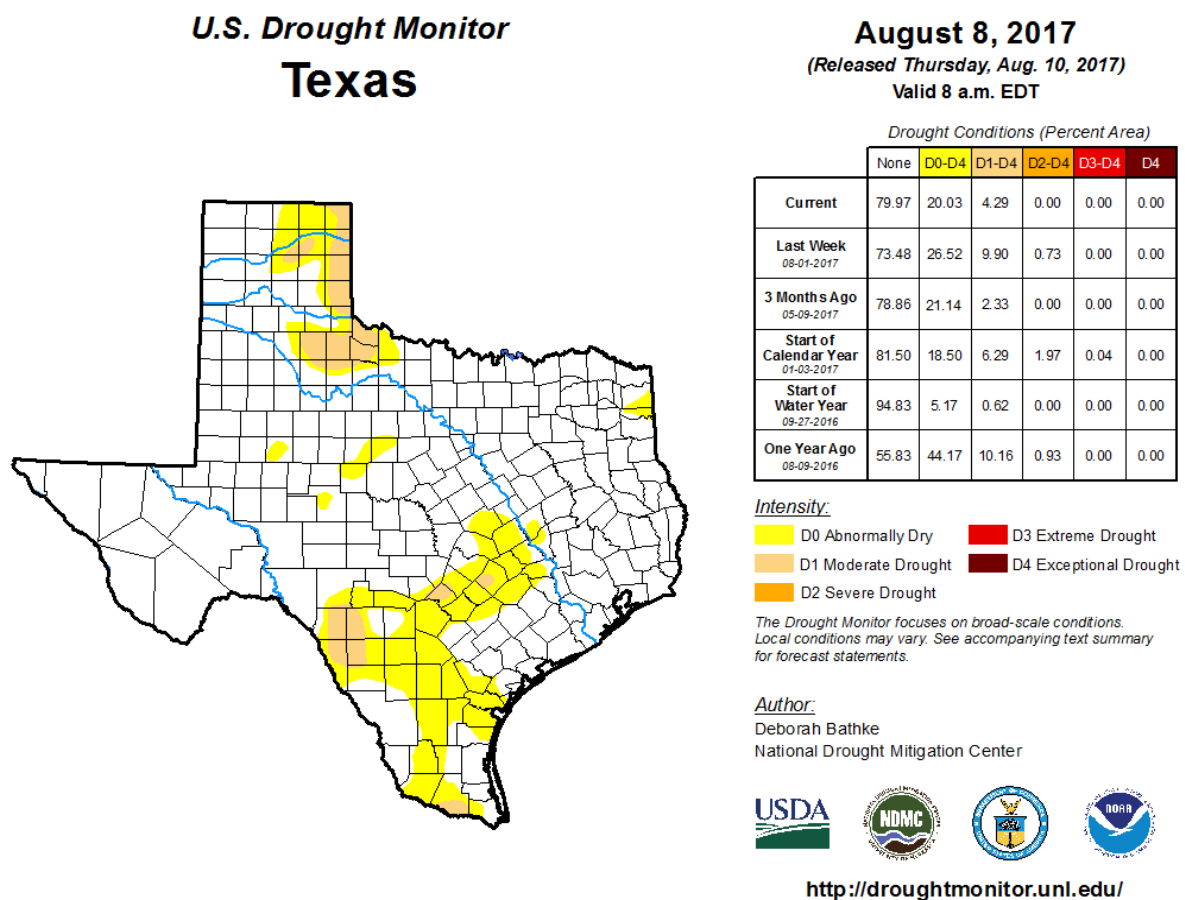 U.S. Drought Monitor
Texas
August 8, 2017
(Released Thursday, Aug. 10, 2017)
Valid 8 a.m. EDT
Drought Conditions (Percent Area)
None D0-D4 D1-D4 D2-D4 D3-D4 D4
Current 79.97 20.03 4.29 0.00 0.00 0.00
Last Week
08-01-2017 73.48 26.52 9.90 0.73 0.00 0.00
3 Months Ago
05-09-2017 78.86 21.14 2.33 0.00 0.00 0.00
Start of
Calendar Year
01-03-2017 81.50 18.50 6.29 1.97 0.04 0.00
Start of
Water Year
09-27-2016 94.83 5.17 0.62 0.00 0.00 0.00
One Year Ago
08-09-2016 55.83 44.17 10.16 0.93 0.00 0.00
Intensity:
D0 Abnormally Dry
D1 Moderate Drought
D2 Severe Drought
D3 Extreme Drought
D4 Exceptional Drought
The Drought Monitor focuses on broad-scale conditions.
Local conditions may vary. See accompanying text summary
for forecast statements.
Author:
Deborah Bathke
National Drought Mitigation Center
USDA
NDMC
NOAA
http://droughtmonitor.unl.edu/